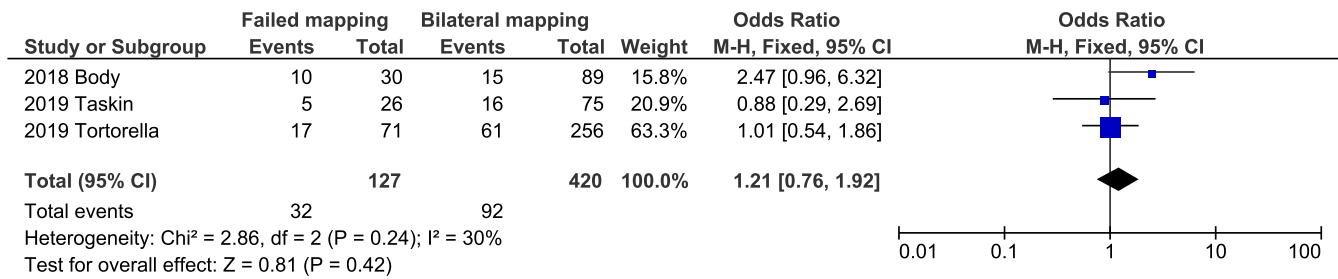 Failed mapping Bilateral mapping Odds Ratio Odds Ratio
Study or Subgroup Events Total Events Total Weight M-H, Fixed, 95% CI M-H, Fixed, 95% CI
2018 Body 10 30 15 89 15.8% 2.47 [0.96, 6.32]
2019 Taskin 5 26 16 75 20.9% 0.88 [0.29, 2.69]
2019 Tortorella 17 71 61 256 63.3% 1.01 [0.54, 1.86]
Total (95% CI) 127 420 100.0% 1.21 [0.76, 1.92]
Total events 32 92
Heterogeneity: Chi² = 2.86, df = 2 (P = 0.24); I² = 30%
Test for overall effect: Z = 0.81 (P = 0.42)
0.01 0.1 1 10 100